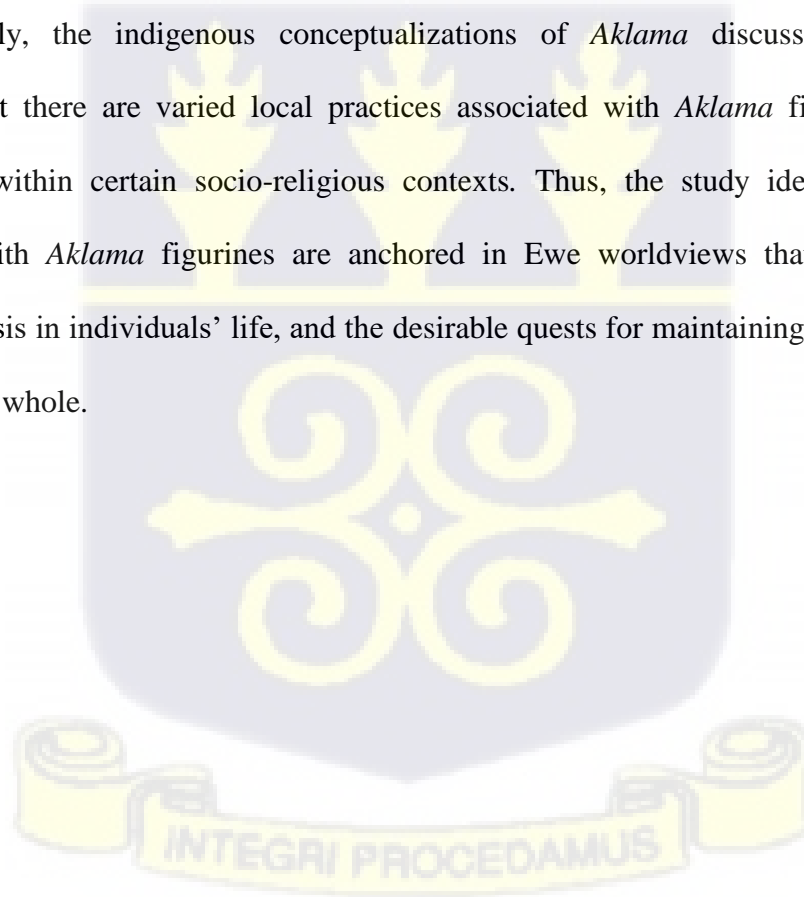 ly, the indigenous conceptualizations of Aklama discuss
t there are varied local practices associated with Aklama fi
within certain socio-religious contexts. Thus, the study ide
ith Aklama figurines are anchored in Ewe worldviews tha
sis in individuals’ life, and the desirable quests for maintaining
whole.
INTEGRI PROCEDAMUS